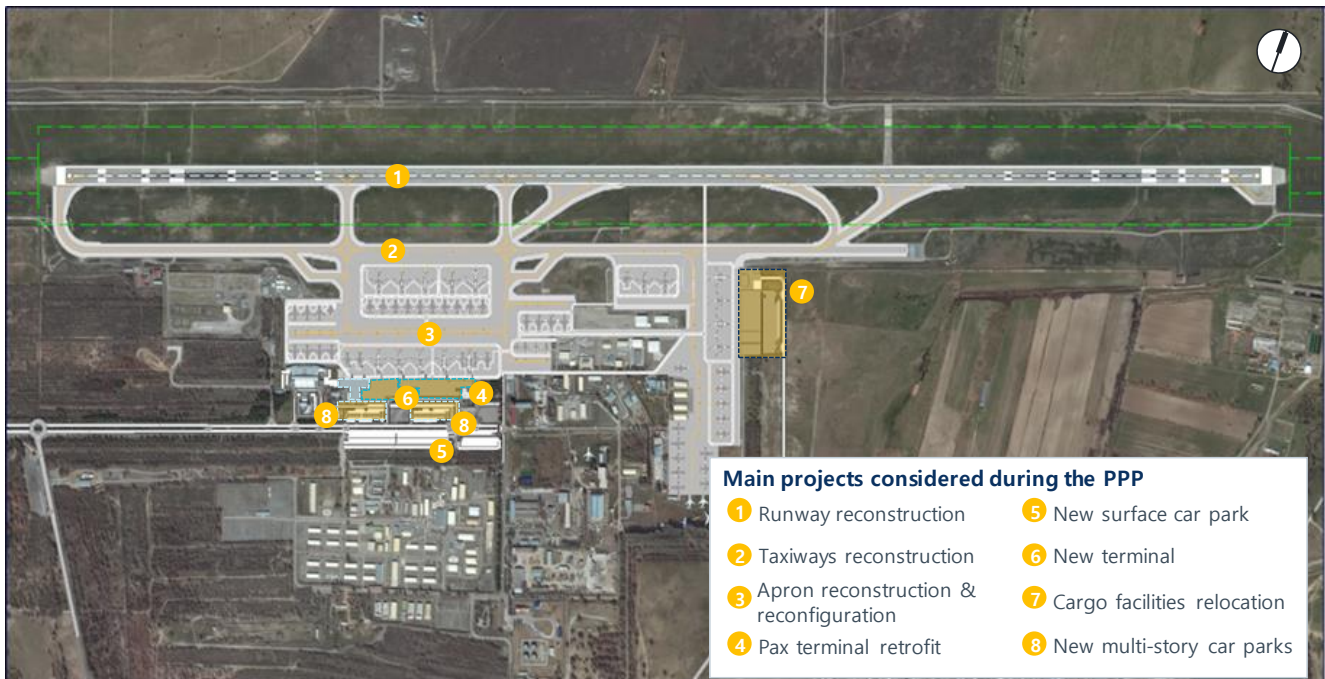 1
2
3
7
4
6
8
8
5
Main projects considered during the PPP
1 Runway reconstruction
2 Taxiways reconstruction
3 Apron reconstruction &
reconfiguration
4 Pax terminal retrofit
5 New surface car park
6 New terminal
7 Cargo facilities relocation
8 New multi-story car parks